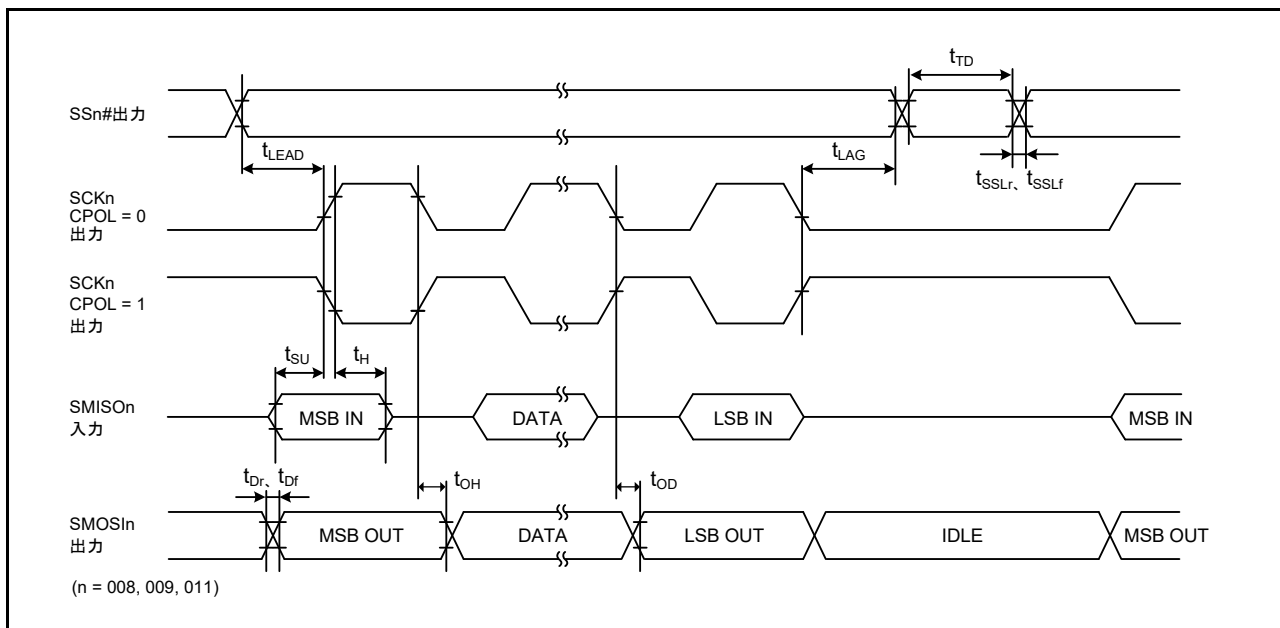 tTD
SSn#出力
tLEAD
tLAG
tSSLr、tSSLf
SCKn
CPOL = 0
出力
SCKn
CPOL = 1
出力
tSU
tH
SMISOn
入力
MSB IN
DATA
LSB IN
MSB IN
tDr、tDf
tOH
tOD
SMOSIn
出力
MSB OUT
DATA
LSB OUT
IDLE
MSB OUT
(n = 008, 009, 011)